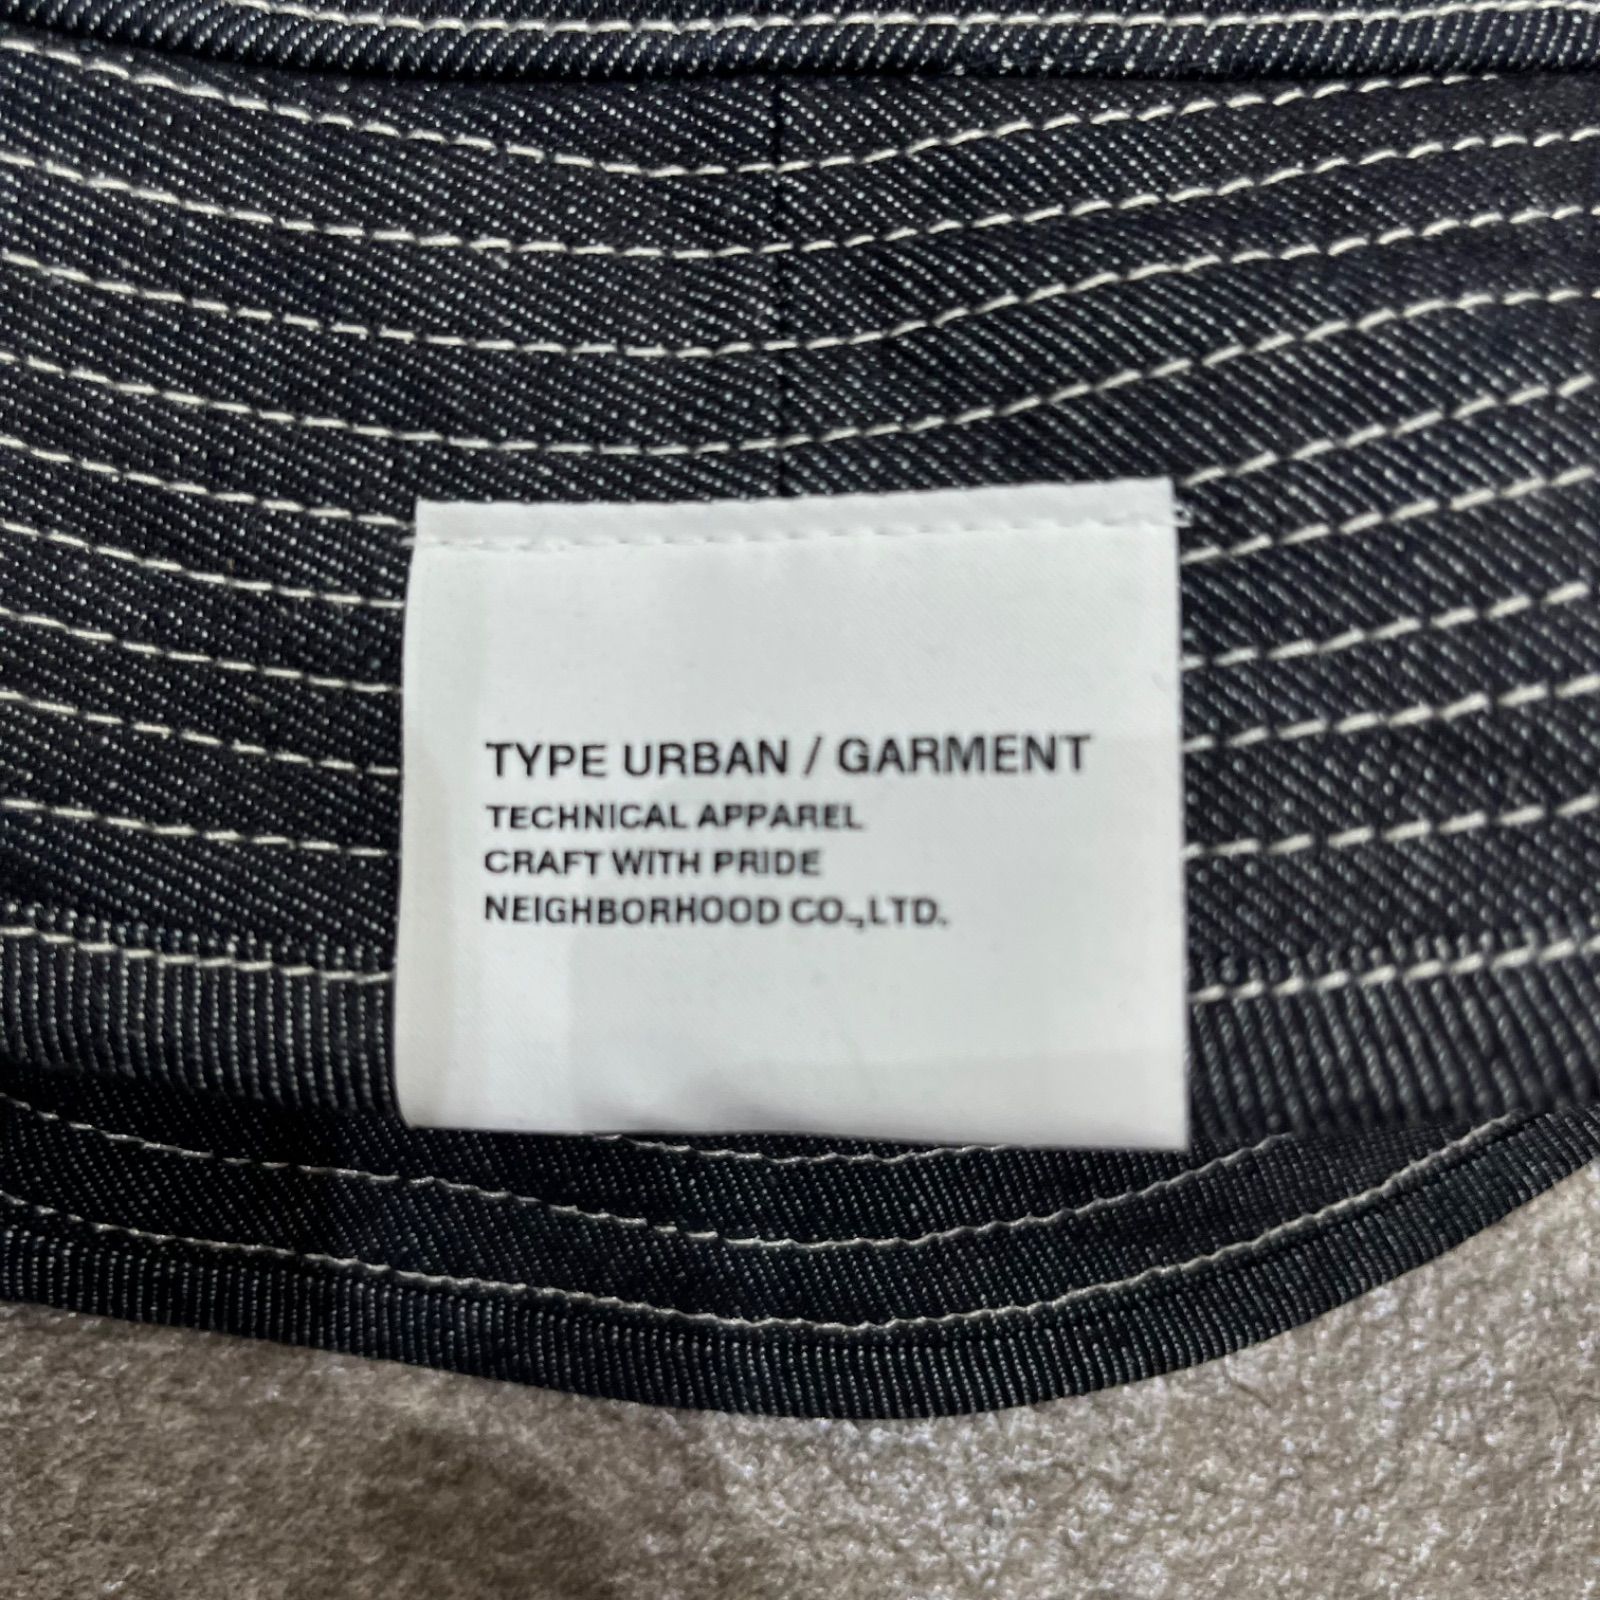 TYPE URBAN / GARMENT
TECHNICAL APPAREL
CRAFT WITH PRIDE
NEIGHBORHOOD CO.,LTD.